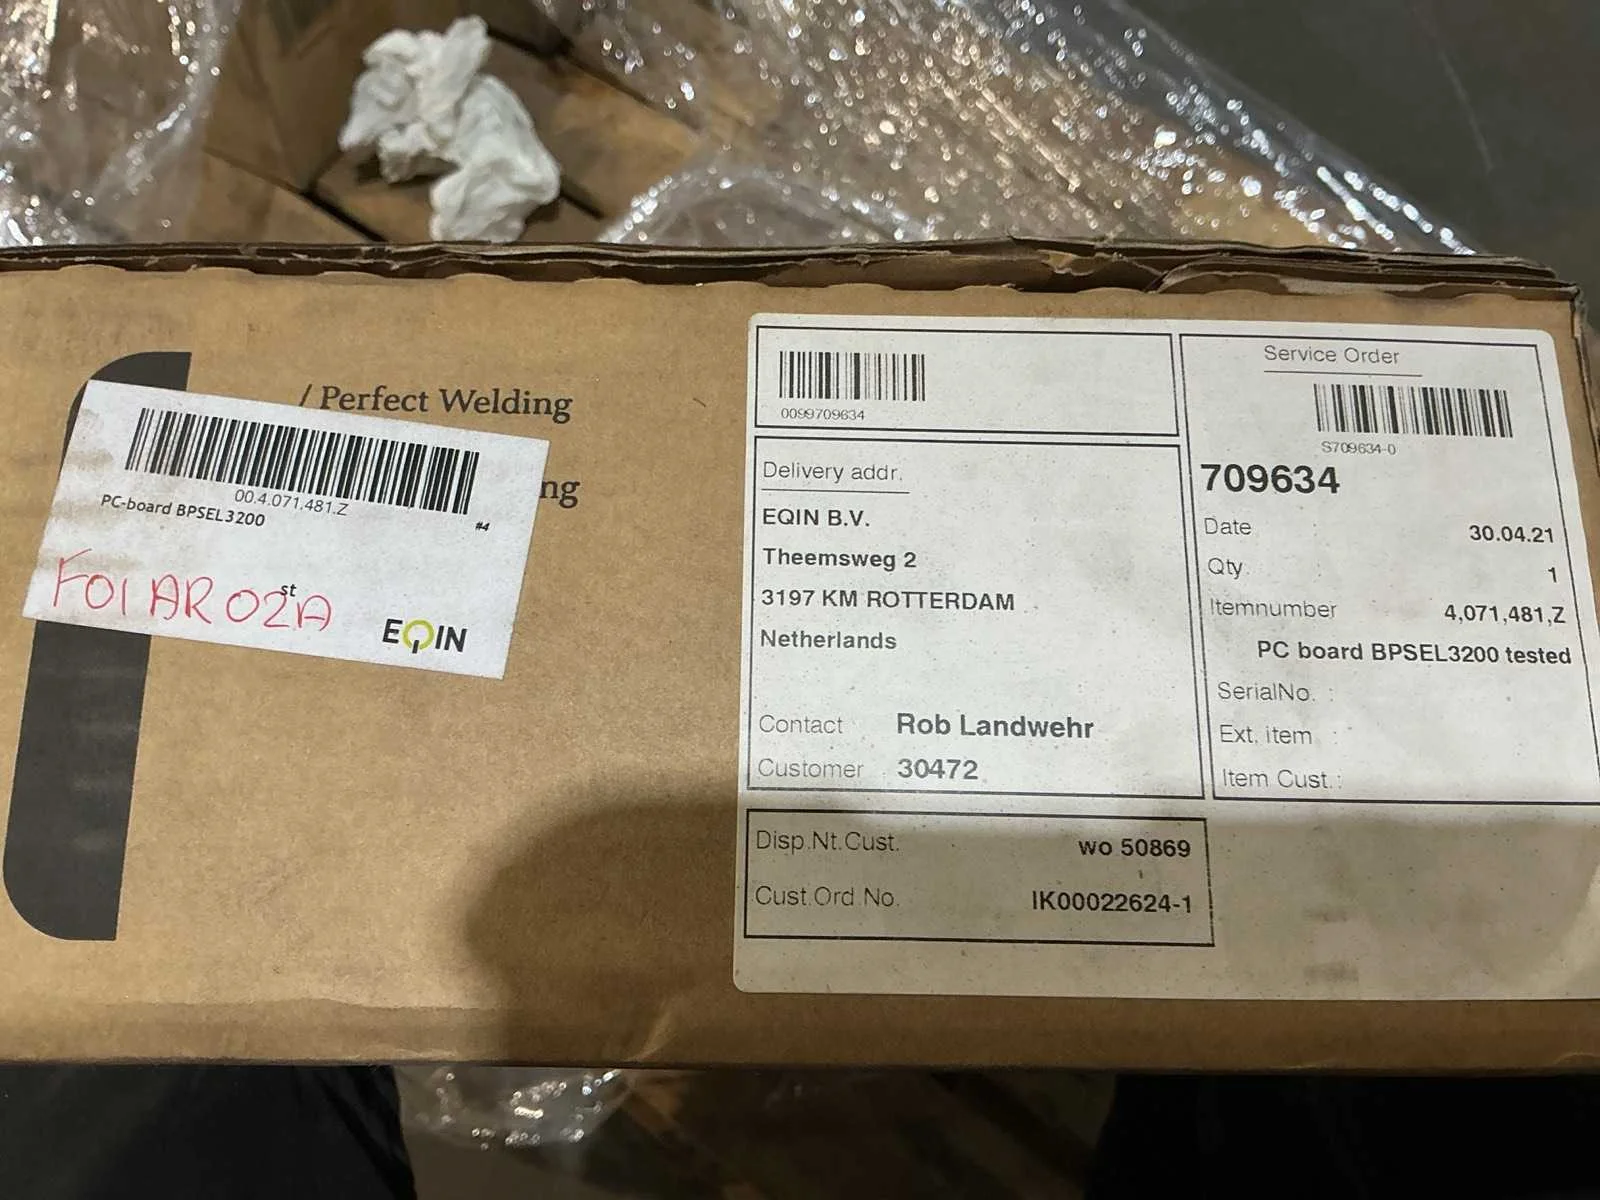 / Perfect Welding
ng
00.4.071.481.Z
PC-board BPSEL3200
#4
st
F01 AR 02A
EQIN
0099709634
Delivery addr.
EQIN B.V.
Theemsweg 2
3197 KM ROTTERDAM
Netherlands
Contact Rob Landwehr
Customer 30472
Disp.Nt.Cust. wo 50869
Cust.Ord.No. IK00022624-1
Service Order
S709634-0
709634
Date : 30.04.21
Qty. : 1
Itemnumber : 4,071,481,Z
PC board BPSEL3200 tested
SerialNo. :
Ext. item :
Item Cust.: